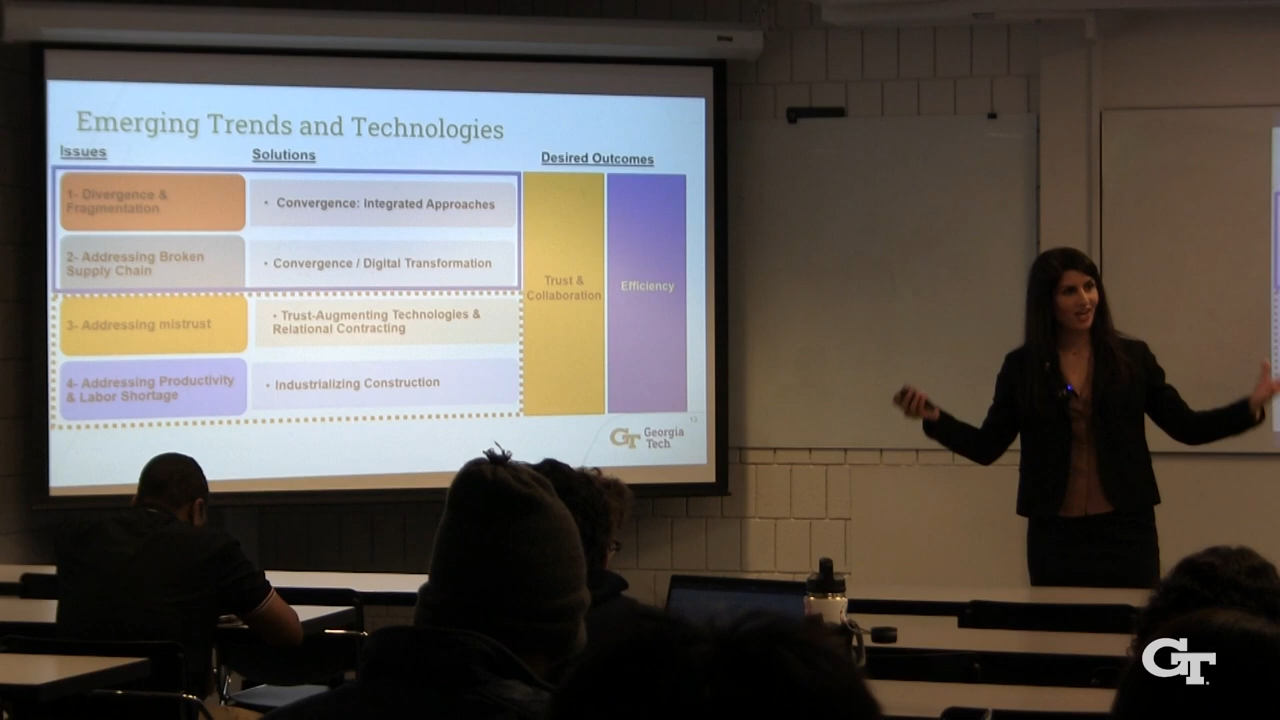 Emerging Trends and Technologies
Issues
Solutions
Desired Outcomes
1- Divergence &
Fragmentation
• Convergence: Integrated Approaches
2- Addressing Broken
Supply Chain
• Convergence / Digital Transformation
3- Addressing mistrust
• Trust-Augmenting Technologies &
Relational Contracting
4- Addressing Productivity
& Labor Shortage
• Industrializing Construction
Trust &
Collaboration
Efficiency
13
GT Georgia
Tech
GT